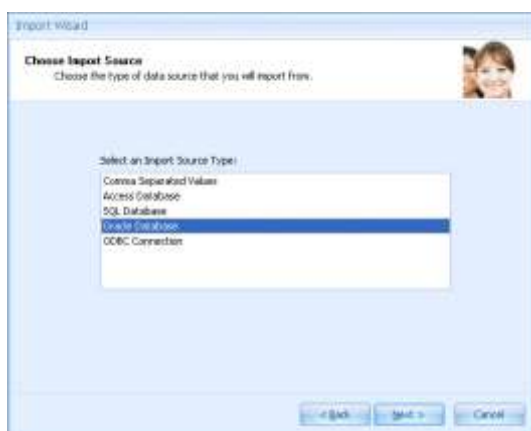 Import Wizard
Choose Import Source
Choose the type of data source that you will import from.
Select an Import Source Type:
Comma Separated Values
Access Database
SQL Database
Oracle Database
ODBC Connection
< Back
Next >
Cancel